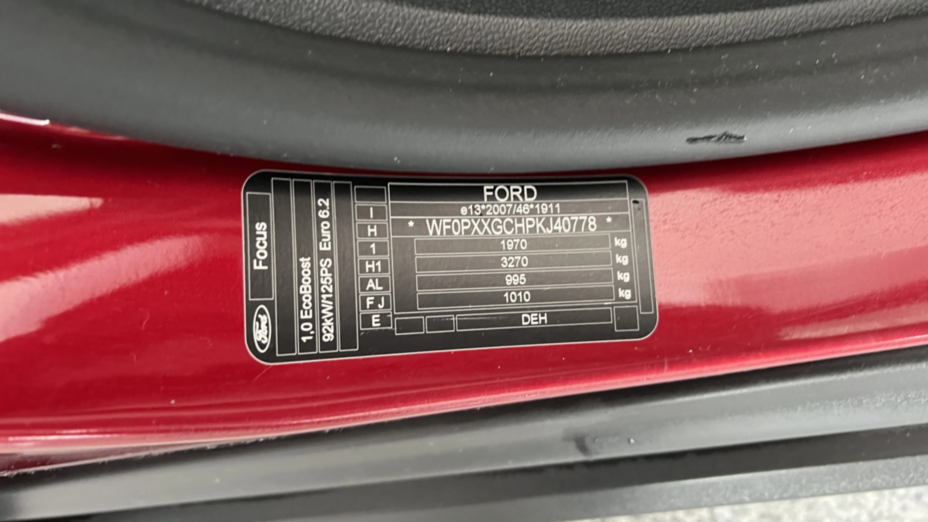 FORD
e13*2007/46*1911
* WF0PXXGCHPKJ40778 *
1970 kg
3270 kg
995 kg
1010 kg
DEH
I
H
1
H1
AL
F J
E
Focus
1,0 EcoBoost
92kW/125PS Euro 6.2
Ford